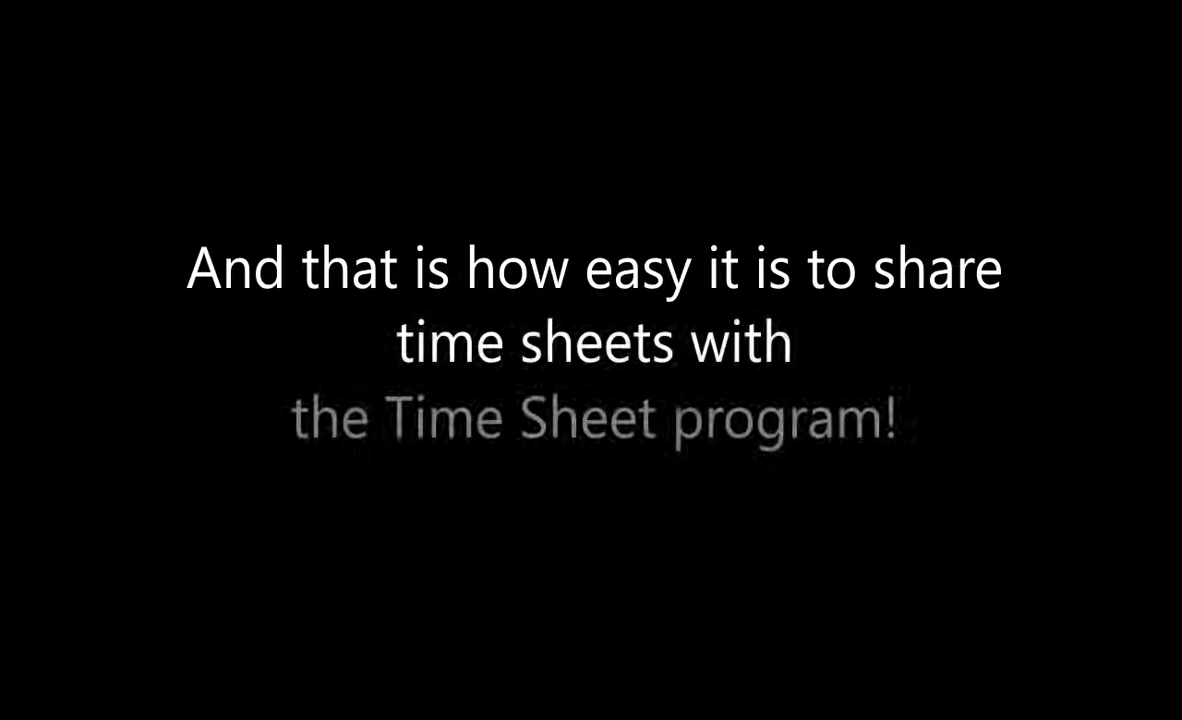 And that is how easy it is to share
time sheets with
the Time Sheet program!